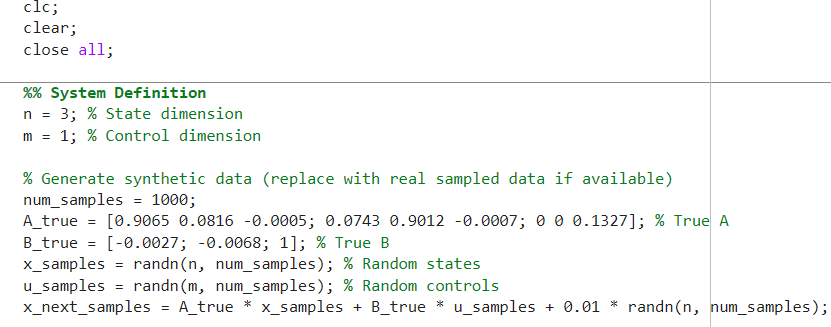 clc;
clear;
close all;
%% System Definition
n = 3; % State dimension
m = 1; % Control dimension
% Generate synthetic data (replace with real sampled data if available)
num_samples = 1000;
A_true = [0.9065 0.0816 -0.0005; 0.0743 0.9012 -0.0007; 0 0 0.1327]; % True A
B_true = [-0.0027; -0.0068; 1]; % True B
x_samples = randn(n, num_samples); % Random states
u_samples = randn(m, num_samples); % Random controls
x_next_samples = A_true * x_samples + B_true * u_samples + 0.01 * randn(n, num_samples);